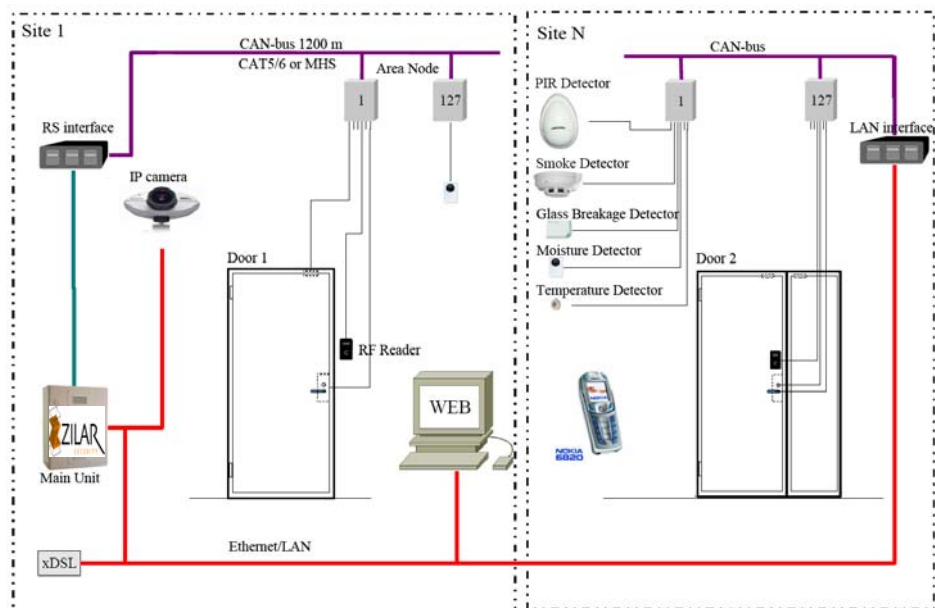 Site 1
CAN-bus 1200 m
CAT5/6 or MHS
Area Node
1
127
RS interface
IP camera
Door 1
RF Reader
WEB
ZILAR
SECURITY
Main Unit
Ethernet/LAN
xDSL
Site N
CAN-bus
PIR Detector
1
127
LAN interface
Smoke Detector
Glass Breakage Detector
Moisture Detector
Door 2
Temperature Detector
NOKIA
6820